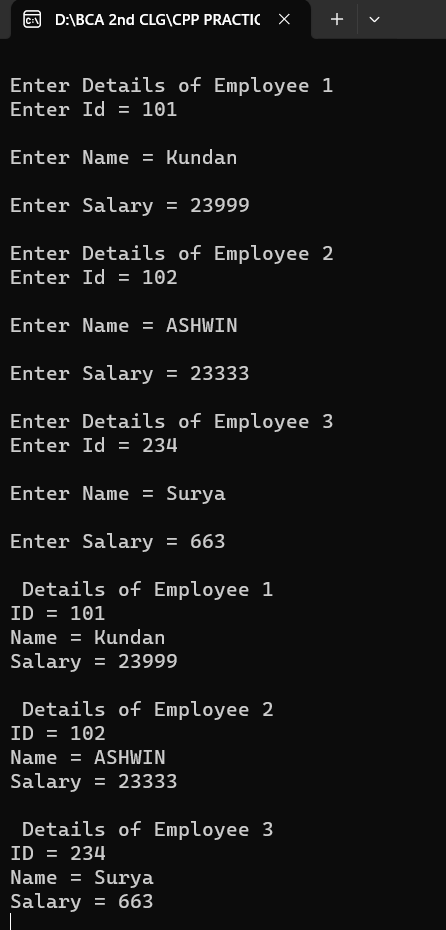 D:\BCA 2nd CLG\CPP PRACTIC
Enter Details of Employee 1
Enter Id = 101
Enter Name = Kundan
Enter Salary = 23999
Enter Details of Employee 2
Enter Id = 102
Enter Name = ASHWIN
Enter Salary = 23333
Enter Details of Employee 3
Enter Id = 234
Enter Name = Surya
Enter Salary = 663
Details of Employee 1
ID = 101
Name = Kundan
Salary = 23999
Details of Employee 2
ID = 102
Name = ASHWIN
Salary = 23333
Details of Employee 3
ID = 234
Name = Surya
Salary = 663